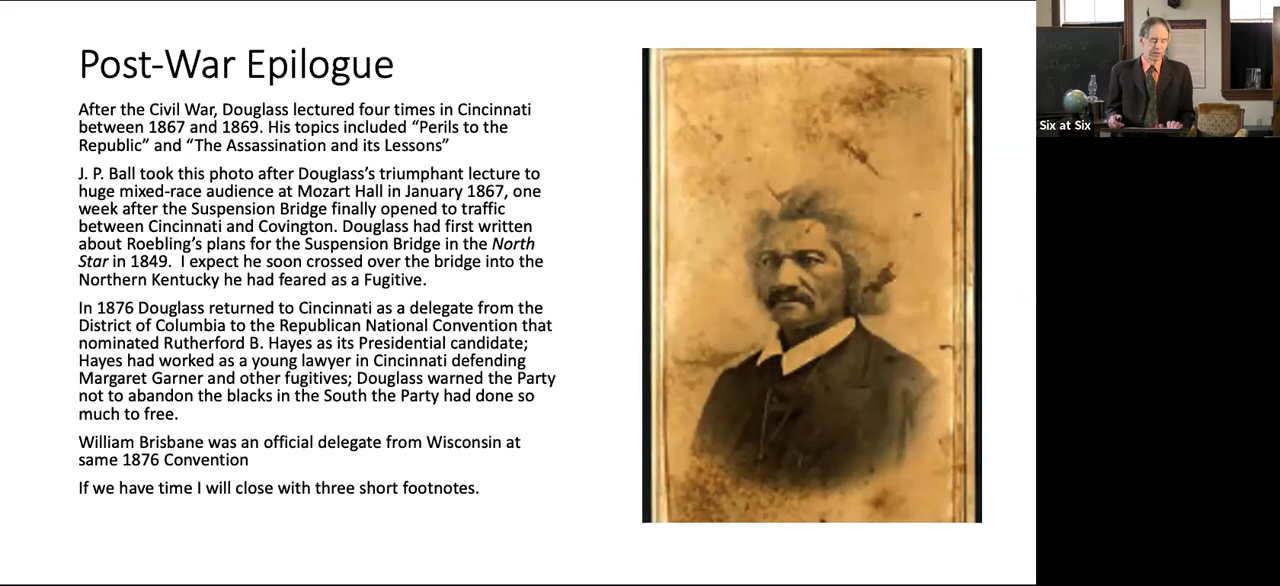 Post-War Epilogue
After the Civil War, Douglass lectured four times in Cincinnati
between 1867 and 1869. His topics included “Perils to the
Republic” and “The Assassination and its Lessons”
J. P. Ball took this photo after Douglass’s triumphant lecture to
huge mixed-race audience at Mozart Hall in January 1867, one
week after the Suspension Bridge finally opened to traffic
between Cincinnati and Covington. Douglass had first written
about Roebling’s plans for the Suspension Bridge in the North
Star in 1849.  I expect he soon crossed over the bridge into the
Northern Kentucky he had feared as a Fugitive.
In 1876 Douglass returned to Cincinnati as a delegate from the
District of Columbia to the Republican National Convention that
nominated Rutherford B. Hayes as its Presidential candidate;
Hayes had worked as a young lawyer in Cincinnati defending
Margaret Garner and other fugitives; Douglass warned the Party
not to abandon the blacks in the South the Party had done so
much to free.
William Brisbane was an official delegate from Wisconsin at
same 1876 Convention
If we have time I will close with three short footnotes.
Six at Six